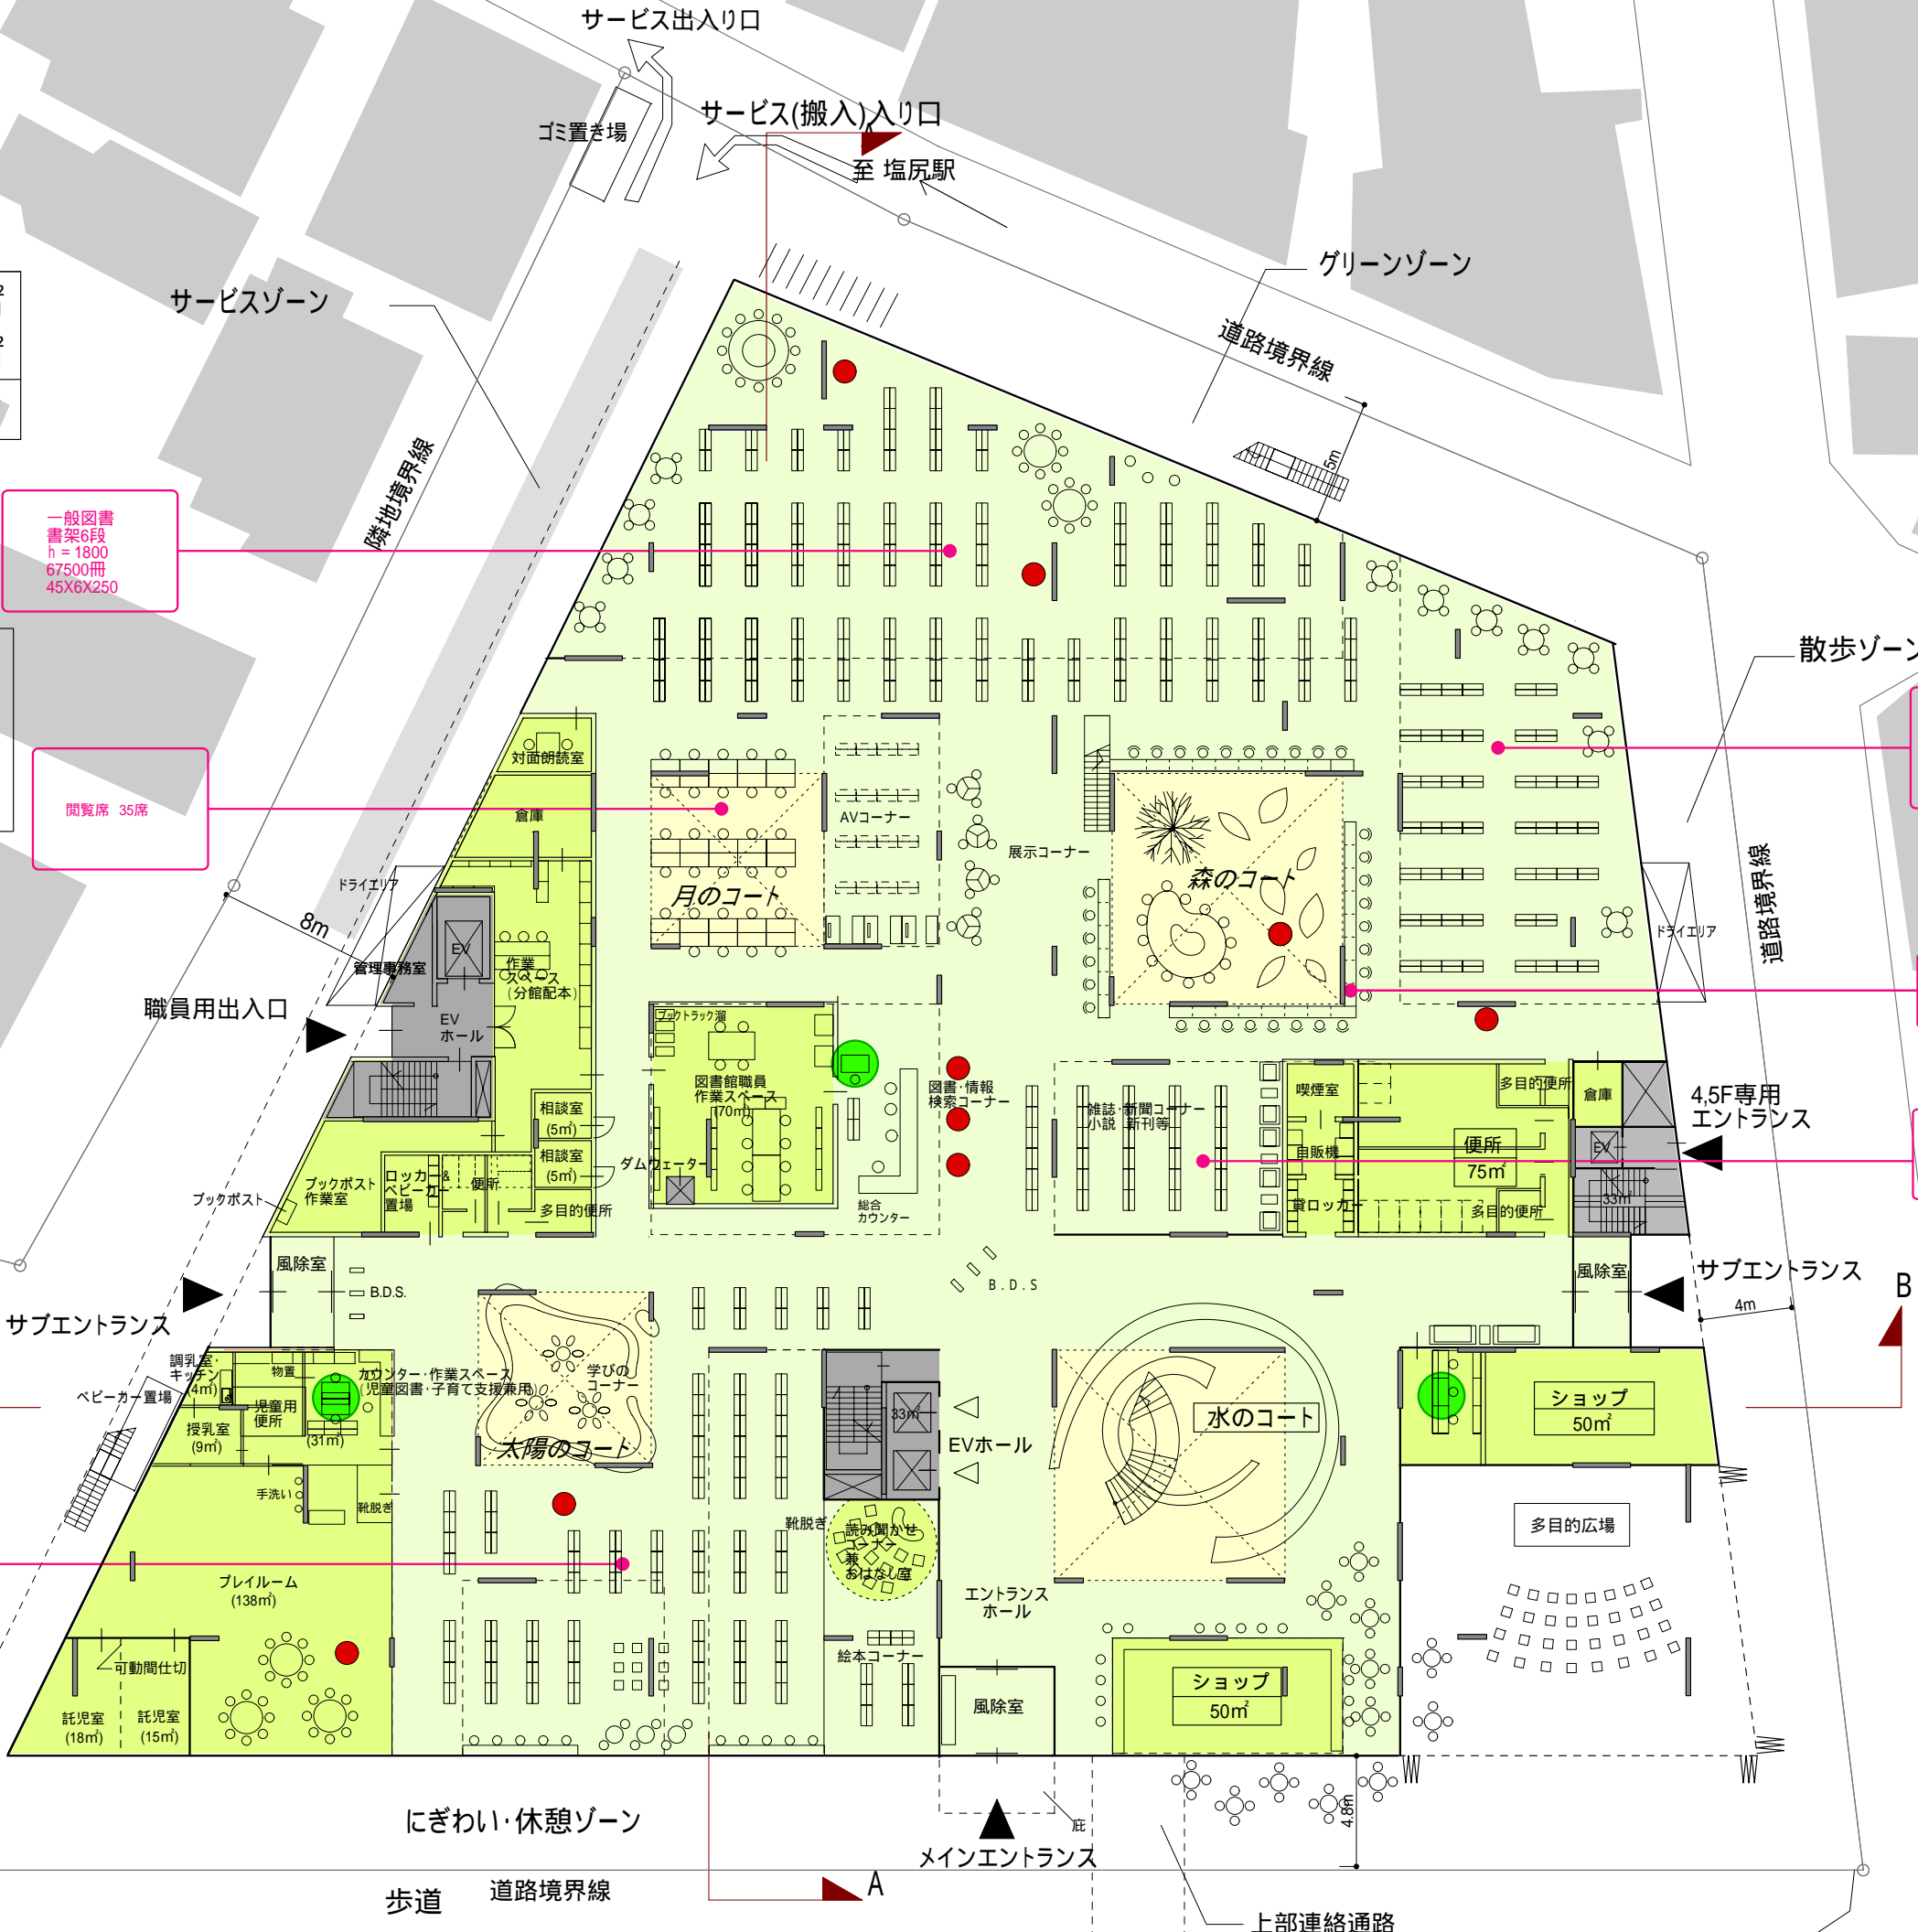 サービス出入り口
ゴミ置き場
サービス(搬入)入り口
A
至 塩尻駅
グリーンゾーン
サービスゾーン
道路境界線
5m
隣地境界線
一般図書
書架6段
h = 1800
67500冊
45X6X250
散歩ゾーン
対面朗読室
倉庫
閲覧席 35席
AVコーナー
展示コーナー
月のコート
森のコート
ドライエリア
8m
管理事務室
EV
作業
スペース
(分館配本)
道路境界線
ドライエリア
職員用出入口
EV
ホール
ブックトラック溜
図書館職員
作業スペース
(70㎡)
図書・情報
検索コーナー
雑誌・新聞コーナー
小説 新刊等
喫煙室
多目的便所
倉庫
4,5F専用
エントランス
相談室
(5㎡)
相談室
(5㎡)
ダムウェーター
自販機
便所
75㎡
EV
33㎡
ブックポスト
ブックポスト
作業室
ロッカー &
ベビーカー
置場
便所
多目的便所
総合
カウンター
貸ロッカー
多目的便所
風除室
B.D.S.
B.D.S
風除室
サブエントランス
4m
B
サブエントランス
調乳室・
キッチン
(4㎡)
物置
カウンター・作業スペース
(児童図書・子育て支援兼用)
学びの
コーナー
ベビーカー置場
児童用
便所
授乳室
(9㎡)
(31㎡)
太陽のコート
33㎡
EVホール
水のコート
ショップ
50㎡
手洗い
靴脱ぎ
靴脱ぎ
読み聞かせ
コーナー
兼
おはなし室
多目的広場
プレイルーム
(138㎡)
エントランス
ホール
可動間仕切
絵本コーナー
託児室
(18㎡)
託児室
(15㎡)
風除室
ショップ
50㎡
にぎわい・休憩ゾーン
庇
4.8m
メインエントランス
歩道
道路境界線
A
上部連絡通路